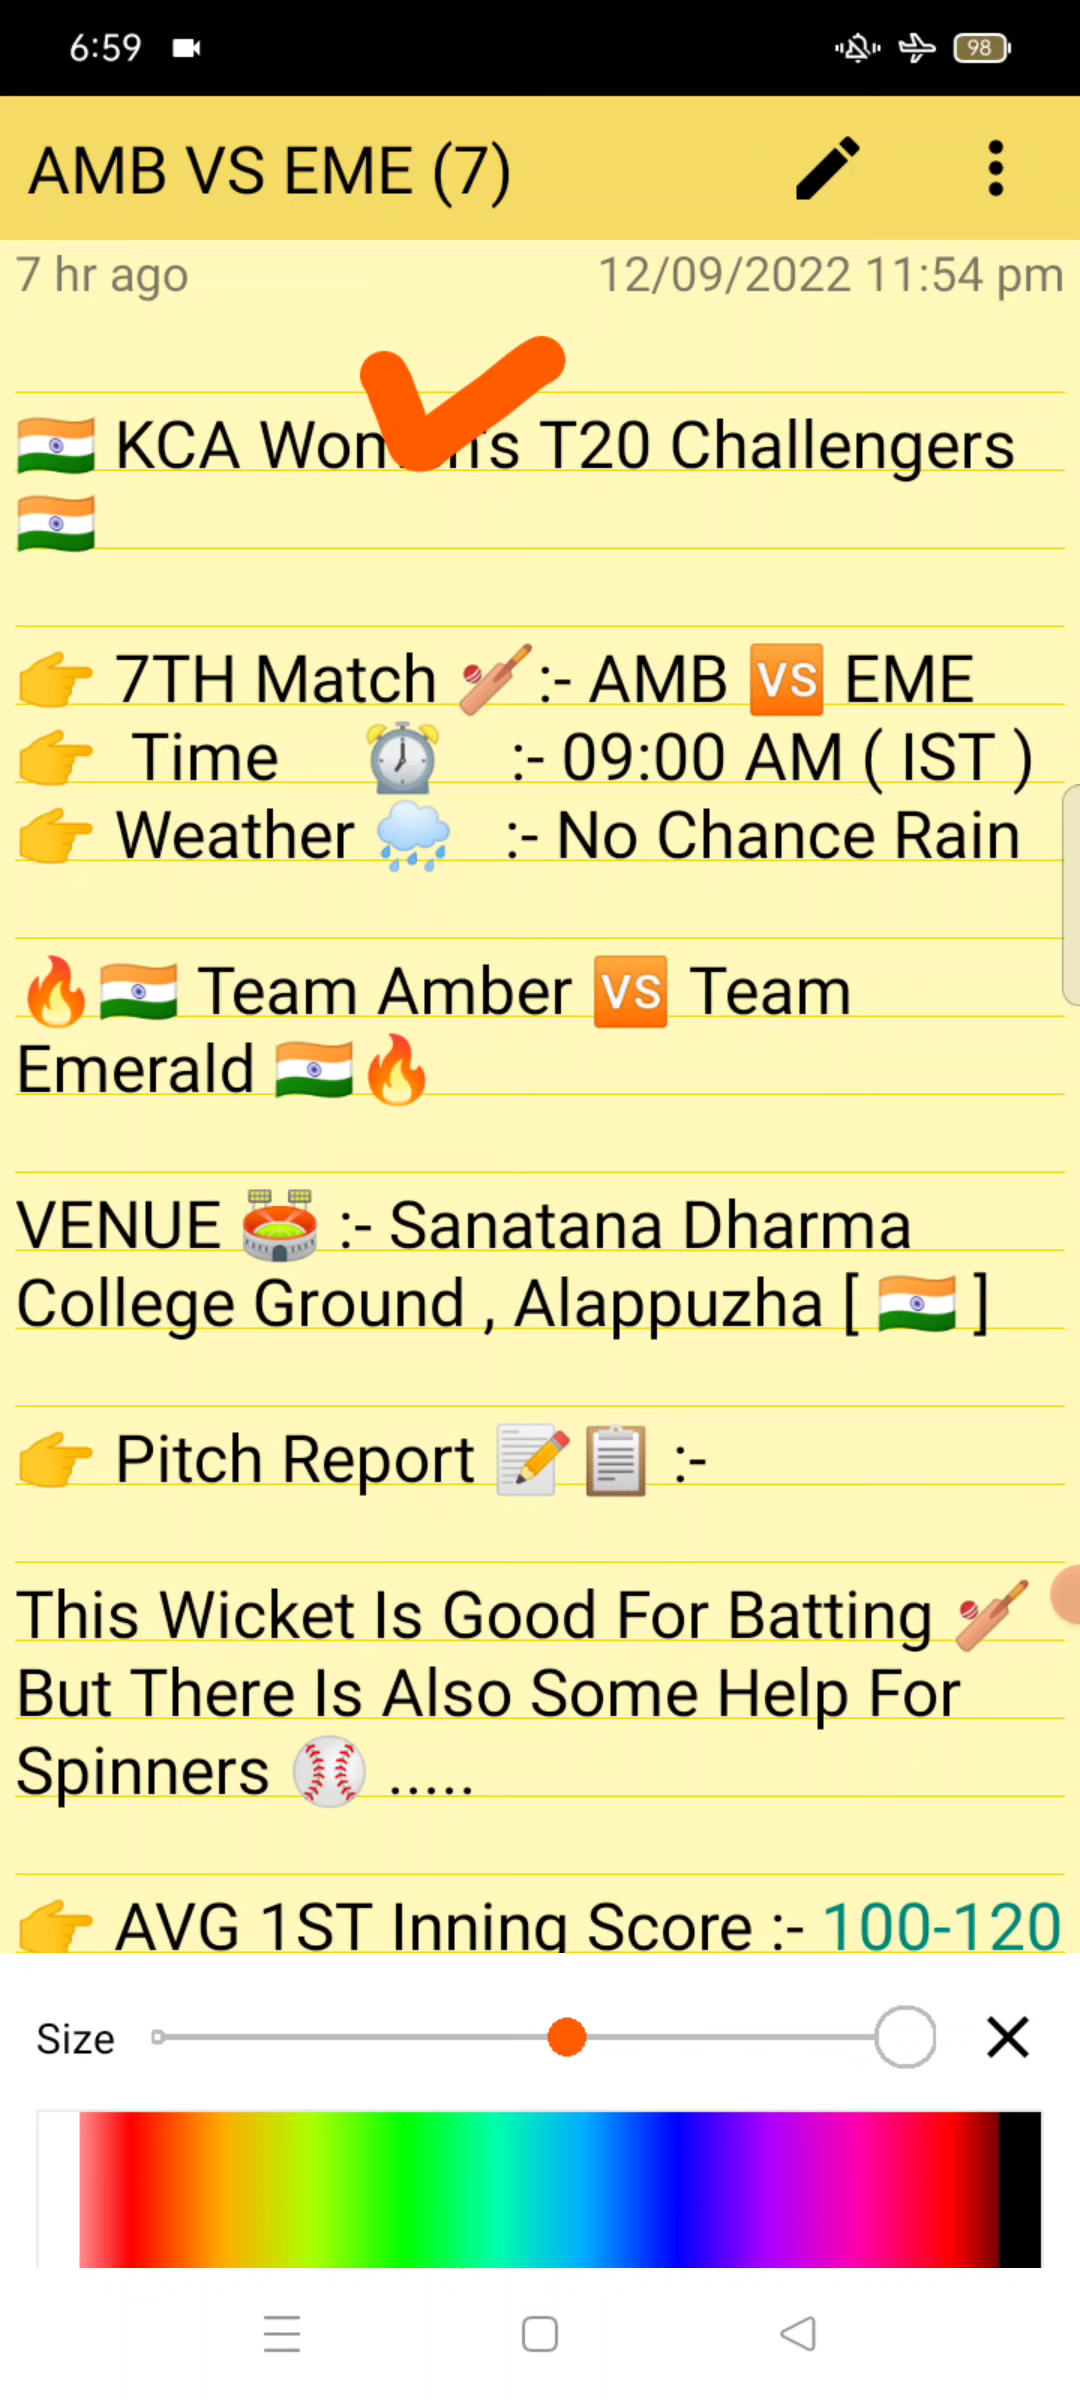 6:59
98
AMB VS EME (7)
7 hr ago
12/09/2022 11:54 pm
🇮🇳 KCA Women's T20 Challengers
🇮🇳
👉 7TH Match 🏏:- AMB 🆚 EME
👉 Time ⏰ :- 09:00 AM ( IST )
👉 Weather 🌧️ :- No Chance Rain
🔥🇮🇳 Team Amber 🆚 Team
Emerald 🇮🇳🔥
VENUE 🏟️ :- Sanatana Dharma
College Ground , Alappuzha [ 🇮🇳 ]
👉 Pitch Report 📝📋 :-
This Wicket Is Good For Batting 🏏
But There Is Also Some Help For
Spinners ⚾ .....
👉 AVG 1ST Inning Score :- 100-120
Size